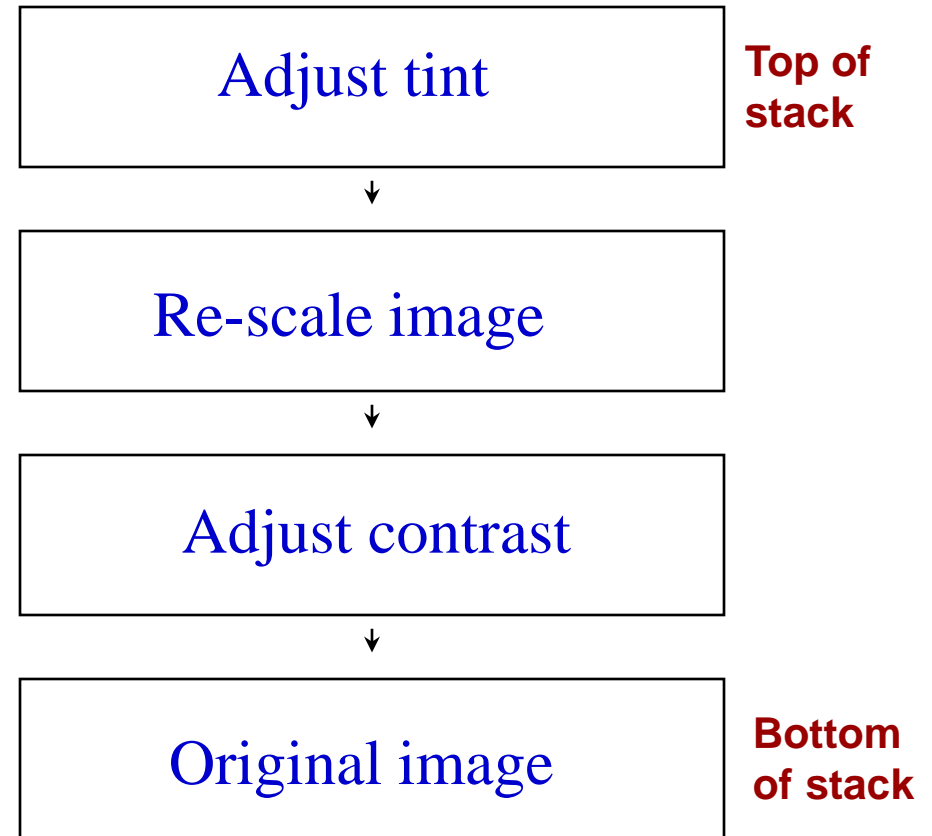 Adjust tint
Top of
stack
Re-scale image
Adjust contrast
Original image
Bottom
of stack